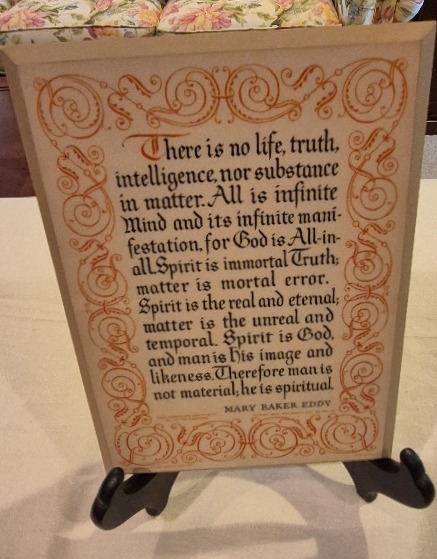 There is no life, truth,
intelligence, nor substance
in matter. All is infinite
Mind and its infinite mani-
festation, for God is All-in-
all. Spirit is immortal Truth;
matter is mortal error.
Spirit is the real and eternal;
matter is the unreal and
temporal. Spirit is God,
and man is His image and
likeness. Therefore man is
not material; he is spiritual.
MARY BAKER EDDY